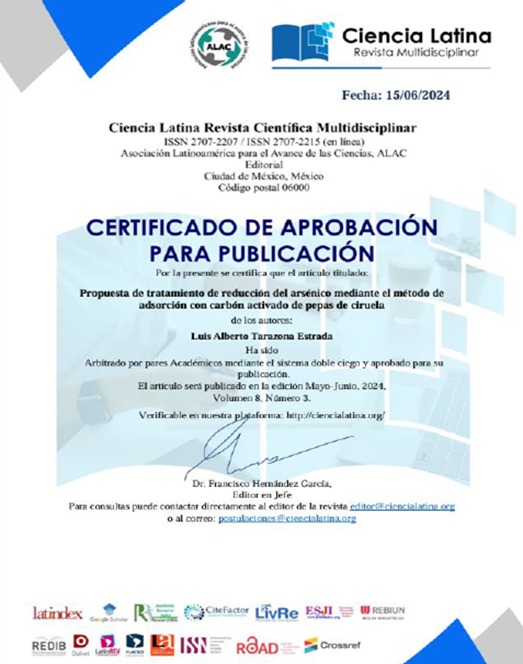 ALAC
Ciencia Latina
Revista Multidisciplinar
Fecha: 15/06/2024
Ciencia Latina Revista Científica Multidisciplinar
ISSN 2707-2207 / ISSN 2707-2215 (en línea)
Asociación Latinoamérica para el Avance de las Ciencias, ALAC
Editorial
Ciudad de México, México
Código postal 06000
CERTIFICADO DE APROBACIÓN
PARA PUBLICACIÓN
Por la presente se certifica que el artículo titulado:
Propuesta de tratamiento de reducción del arsénico mediante el método de
adsorción con carbón activado de pepas de ciruela
de los autores:
Luis Alberto Tarazona Estrada
Ha sido
Arbitrado por pares Académicos mediante el sistema doble ciego y aprobado para su
publicación.
El artículo será publicado en la edición Mayo-Junio, 2024,
Volumen 8, Número 3.
Verificable en nuestra plataforma: http://ciencialatina.org/
Dr. Francisco Hernández García,
Editor en Jefe
Para consultas puede contactar directamente al editor de la revista editor@ciencialatina.org
o al correo: postulaciones@ciencialatina.org
latindex Google Scholar CiteFactor LivRe ESJI REBIUN
REDIB Dialnet LatinREV ISSN ROAD Crossref